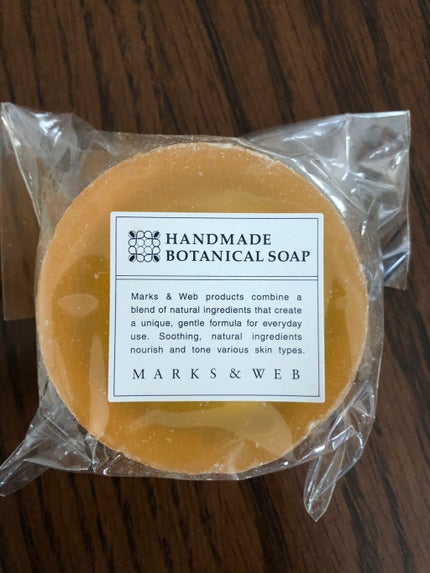 HANDMADE
BOTANICAL SOAP
Marks & Web products combine a
blend of natural ingredients that create
a unique, gentle formula for everyday
use. Soothing, natural ingredients
nourish and tone various skin types.
MARKS & WEB